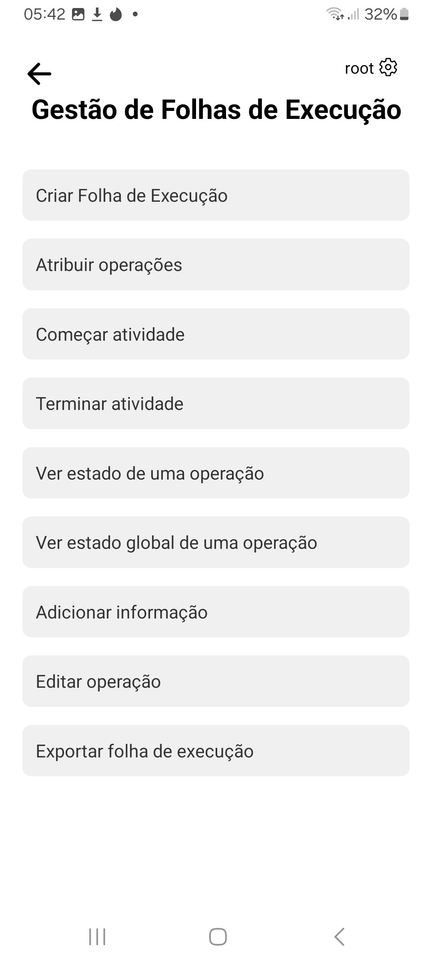 05:42
32%
root
Gestão de Folhas de Execução
Criar Folha de Execução
Atribuir operações
Começar atividade
Terminar atividade
Ver estado de uma operação
Ver estado global de uma operação
Adicionar informação
Editar operação
Exportar folha de execução